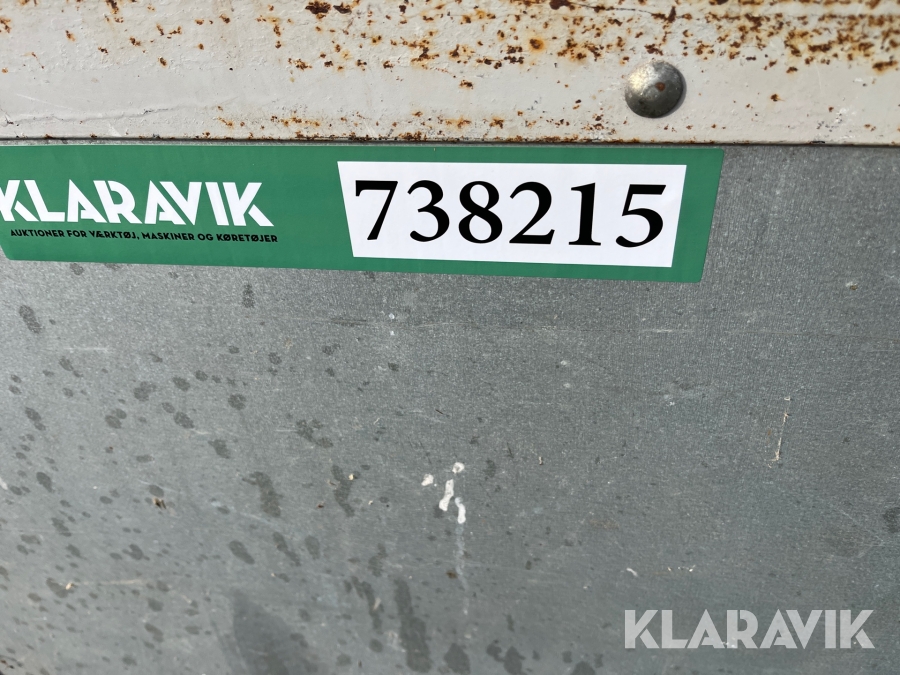 KLARAVIK
AUKTIONER FOR VÆRKTØJ, MASKINER OG KØRETØJER
738215
KLARAVIK